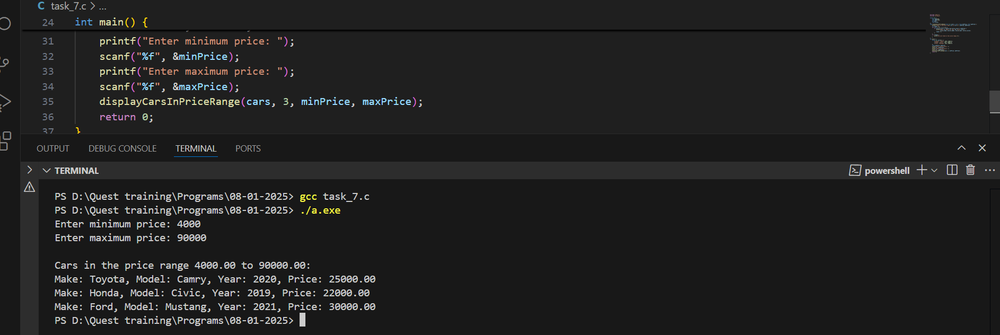 C task_7.c > ...
24 int main() {
31 printf("Enter minimum price: ");
32 scanf("%f", &minPrice);
33 printf("Enter maximum price: ");
34 scanf("%f", &maxPrice);
35 displayCarsInPriceRange(cars, 3, minPrice, maxPrice);
36 return 0;
37 }
OUTPUT DEBUG CONSOLE TERMINAL PORTS
TERMINAL powershell
PS D:\Quest training\Programs\08-01-2025> gcc task_7.c
PS D:\Quest training\Programs\08-01-2025> ./a.exe
Enter minimum price: 4000
Enter maximum price: 90000
Cars in the price range 4000.00 to 90000.00:
Make: Toyota, Model: Camry, Year: 2020, Price: 25000.00
Make: Honda, Model: Civic, Year: 2019, Price: 22000.00
Make: Ford, Model: Mustang, Year: 2021, Price: 30000.00
PS D:\Quest training\Programs\08-01-2025>